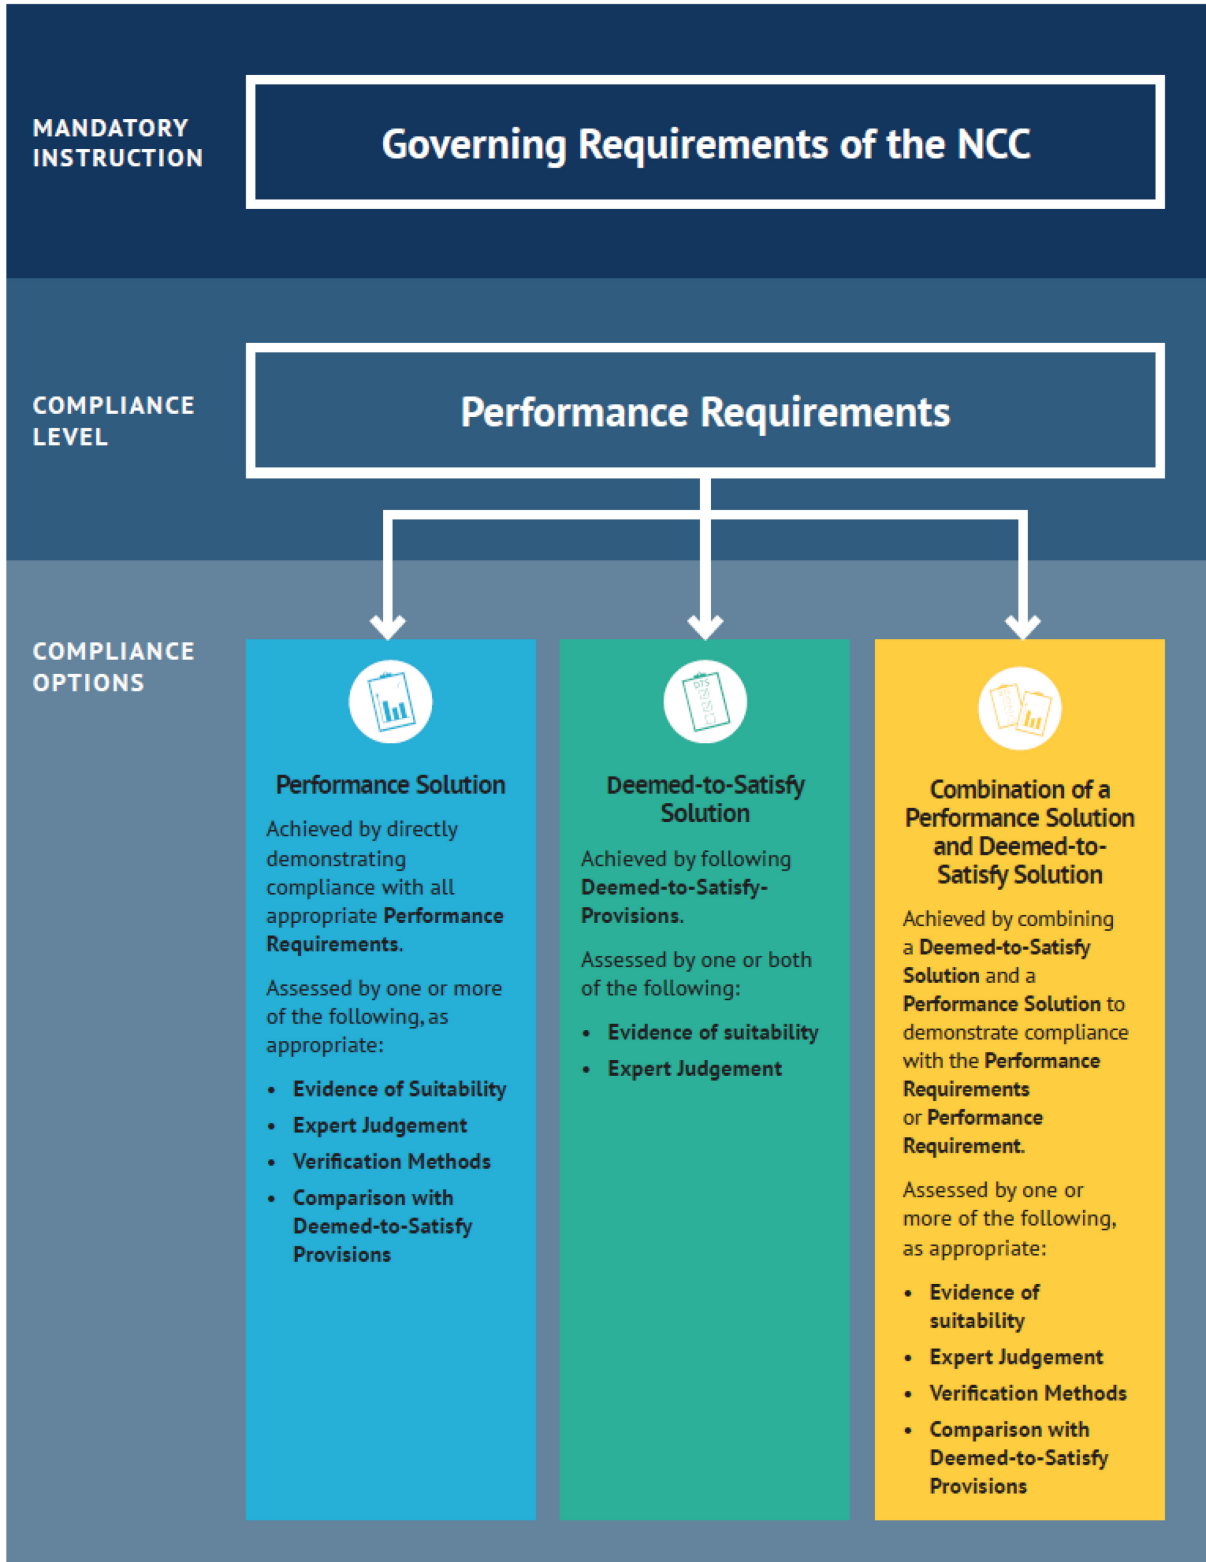 MANDATORY
INSTRUCTION
Governing Requirements of the NCC
COMPLIANCE
LEVEL
Performance Requirements
COMPLIANCE
OPTIONS
Performance Solution
Achieved by directly
demonstrating
compliance with all
appropriate Performance
Requirements.
Assessed by one or more
of the following, as
appropriate:
• Evidence of Suitability
• Expert Judgement
• Verification Methods
• Comparison with
Deemed-to-Satisfy
Provisions
DTS
Deemed-to-Satisfy
Solution
Achieved by following
Deemed-to-Satisfy-
Provisions.
Assessed by one or both
of the following:
• Evidence of suitability
• Expert Judgement
Combination of a
Performance Solution
and Deemed-to-
Satisfy Solution
Achieved by combining
a Deemed-to-Satisfy
Solution and a
Performance Solution to
demonstrate compliance
with the Performance
Requirements
or Performance
Requirement.
Assessed by one or
more of the following,
as appropriate:
• Evidence of
suitability
• Expert Judgement
• Verification Methods
• Comparison with
Deemed-to-Satisfy
Provisions